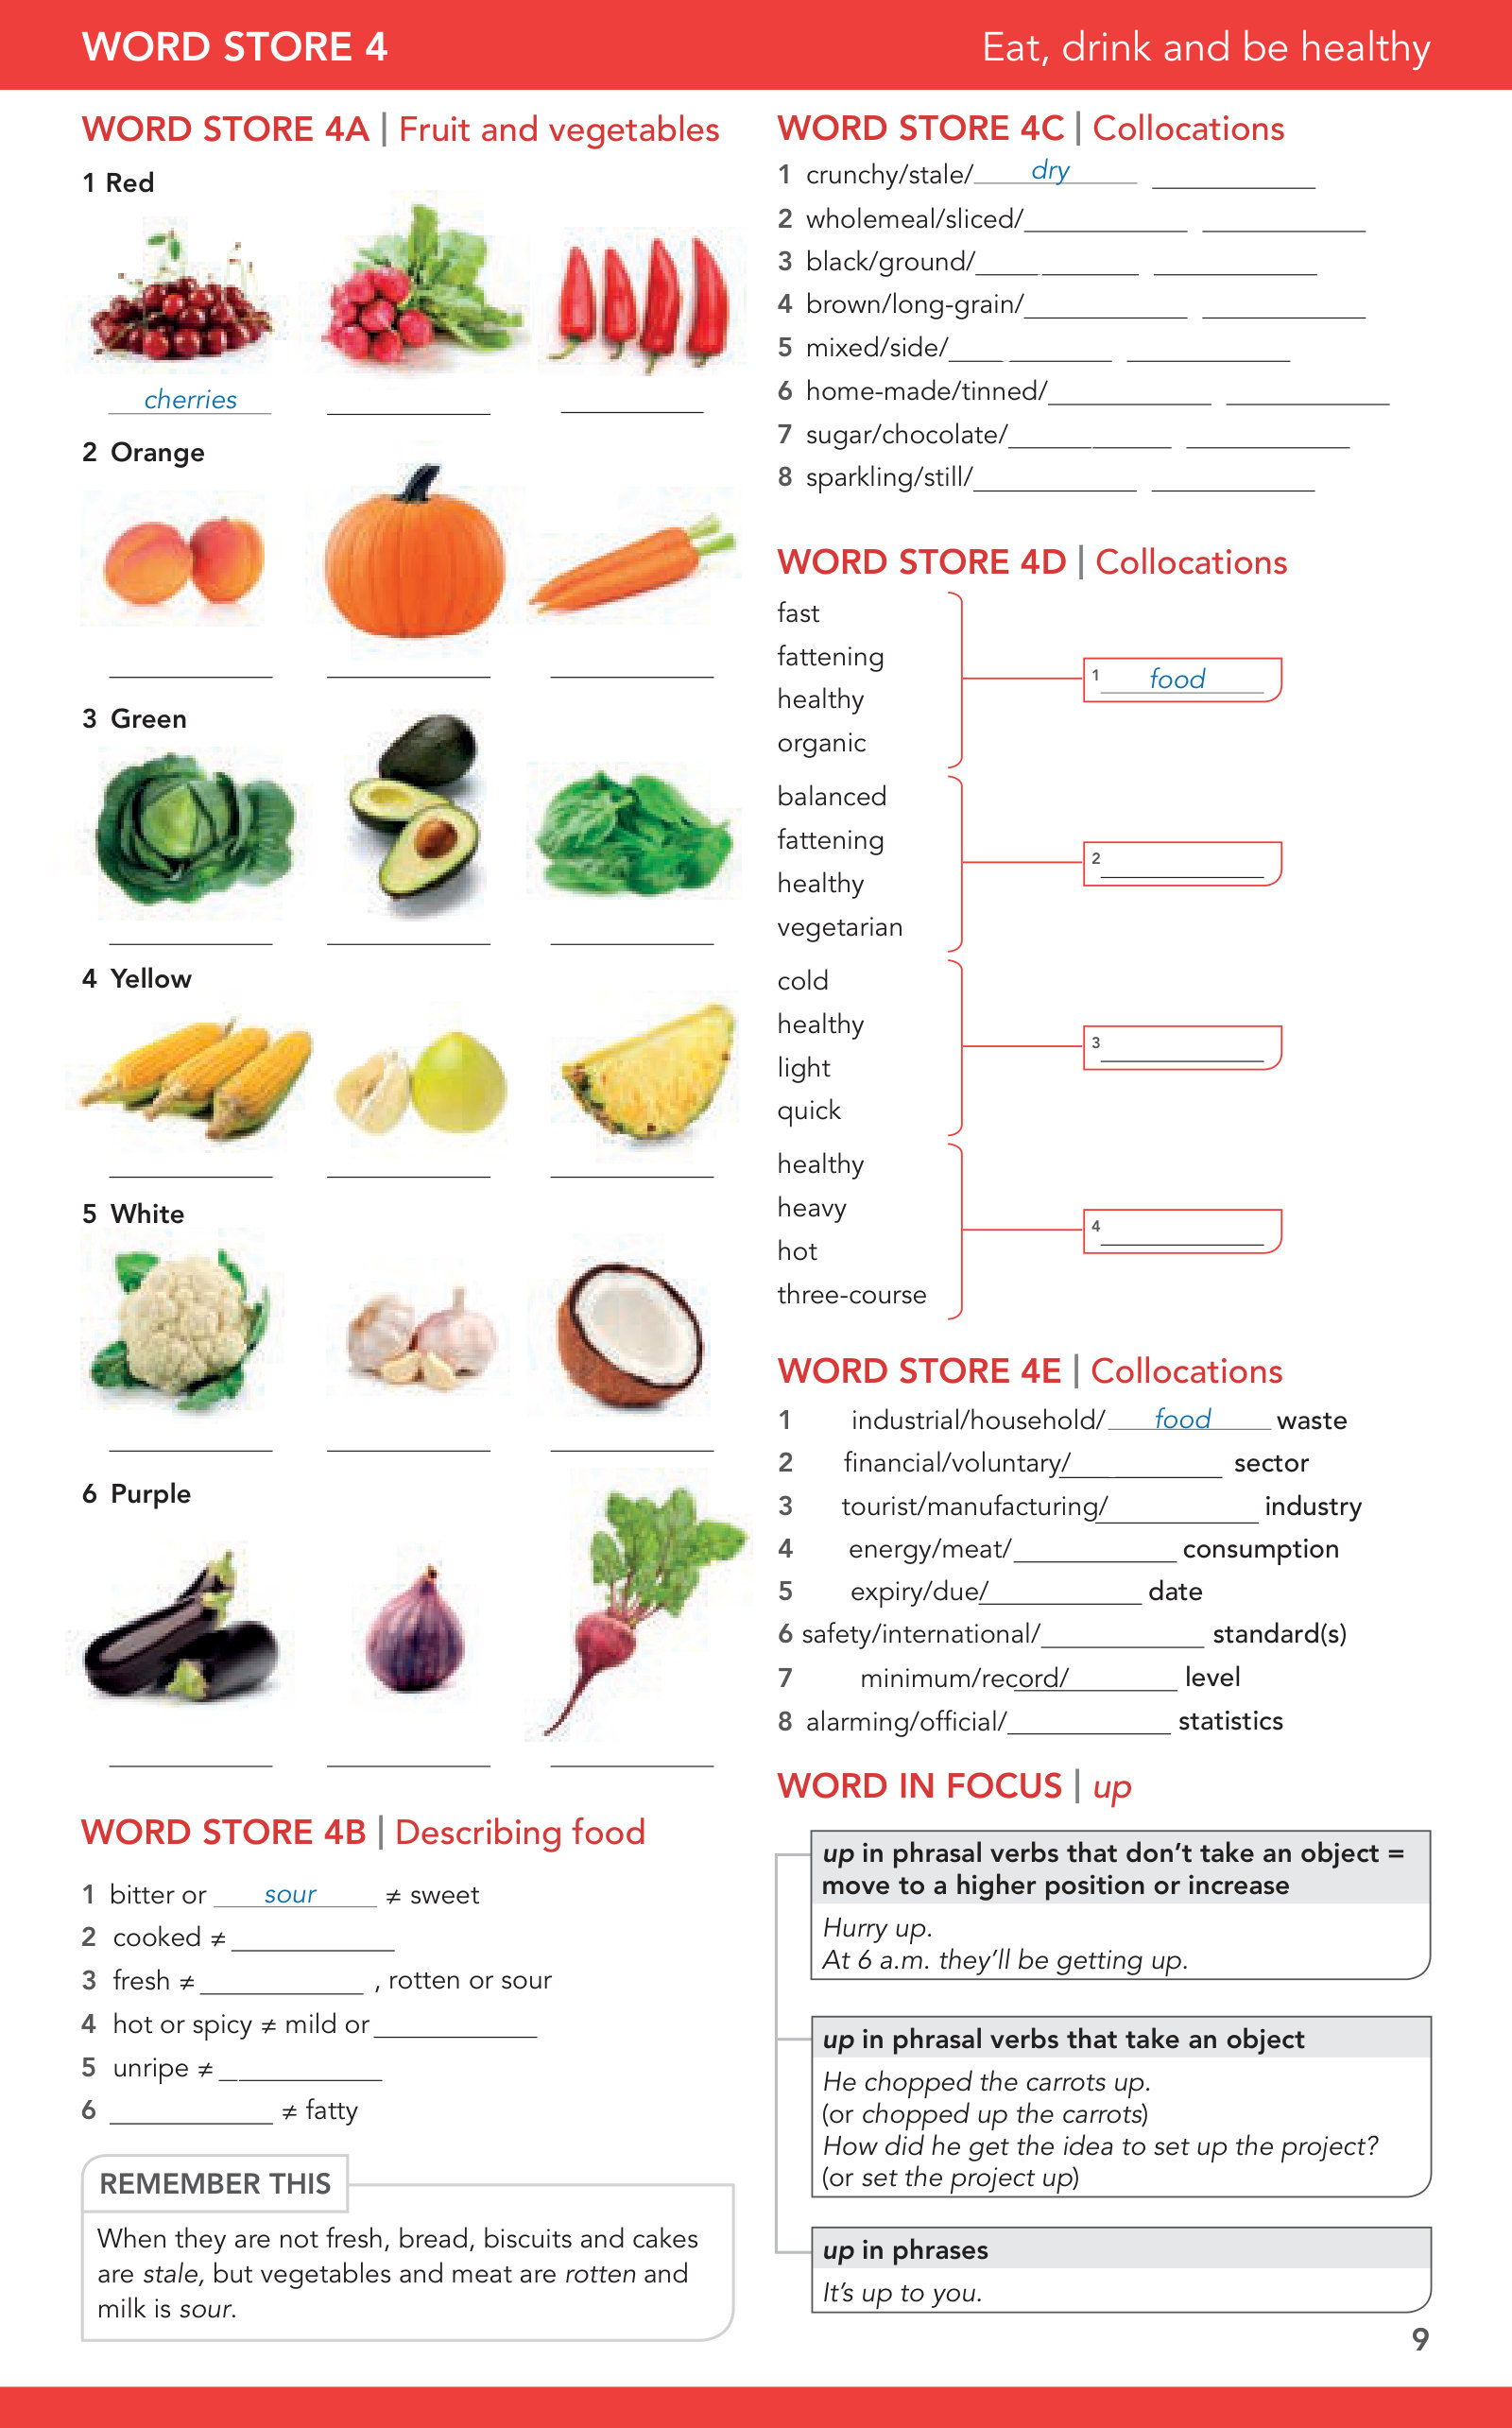 WORD STORE 4
Eat, drink and be healthy
WORD STORE 4A | Fruit and vegetables
1 Red
cherries
2 Orange
3 Green
4 Yellow
5 White
6 Purple
WORD STORE 4B | Describing food
1 bitter or sour ≠ sweet
2 cooked ≠
3 fresh ≠ , rotten or sour
4 hot or spicy ≠ mild or
5 unripe ≠
6 ≠ fatty
REMEMBER THIS
When they are not fresh, bread, biscuits and cakes
are stale, but vegetables and meat are rotten and
milk is sour.
WORD STORE 4C | Collocations
1 crunchy/stale/ dry
2 wholemeal/sliced/
3 black/ground/
4 brown/long-grain/
5 mixed/side/
6 home-made/tinned/
7 sugar/chocolate/
8 sparkling/still/
WORD STORE 4D | Collocations
fast
fattening
healthy
organic
1 food
balanced
fattening
healthy
vegetarian
2
cold
healthy
light
quick
3
healthy
heavy
hot
three-course
4
WORD STORE 4E | Collocations
1 industrial/household/ food waste
2 financial/voluntary/ sector
3 tourist/manufacturing/ industry
4 energy/meat/ consumption
5 expiry/due/ date
6 safety/international/ standard(s)
7 minimum/record/ level
8 alarming/official/ statistics
WORD IN FOCUS | up
up in phrasal verbs that don't take an object =
move to a higher position or increase
Hurry up.
At 6 a.m. they'll be getting up.
up in phrasal verbs that take an object
He chopped the carrots up.
(or chopped up the carrots)
How did he get the idea to set up the project?
(or set the project up)
up in phrases
It's up to you.
9